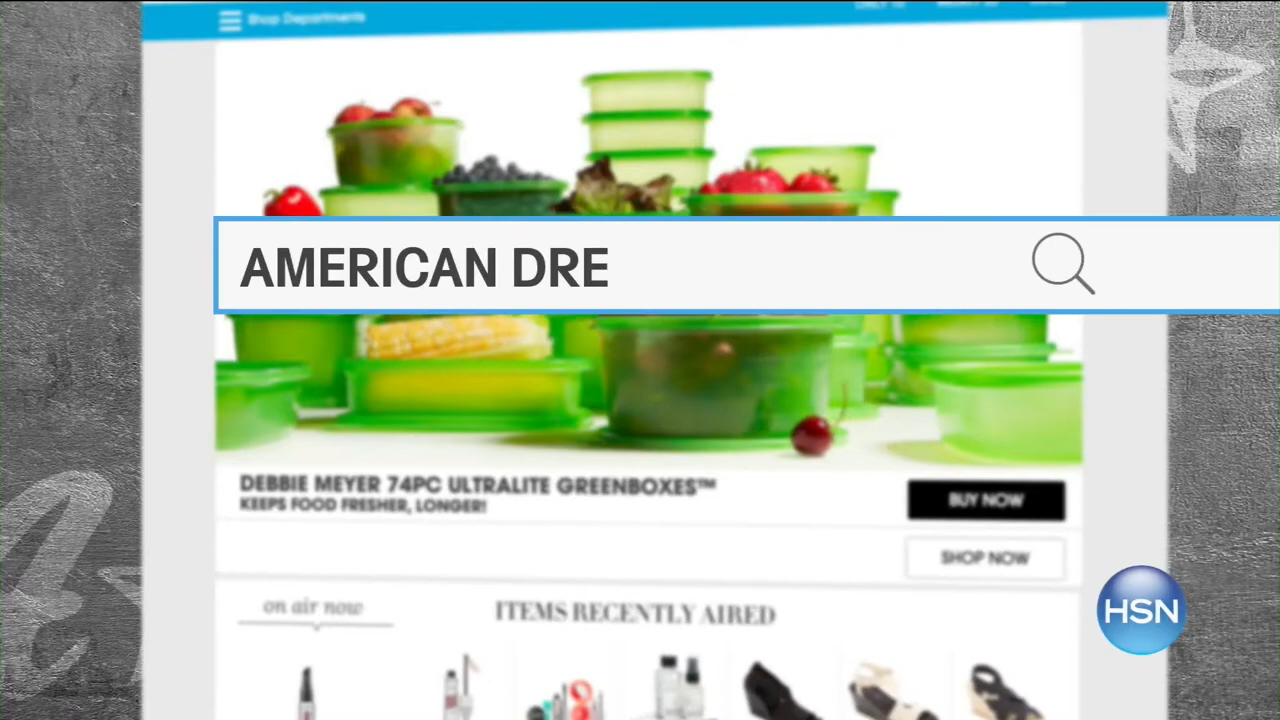 Shop Departments
AMERICAN DRE
DEBBIE MEYER 74PC ULTRALITE GREENBOXES™
KEEPS FOOD FRESHER, LONGER!
BUY NOW
SHOP NOW
HSN
on air now
ITEMS RECENTLY AIRED